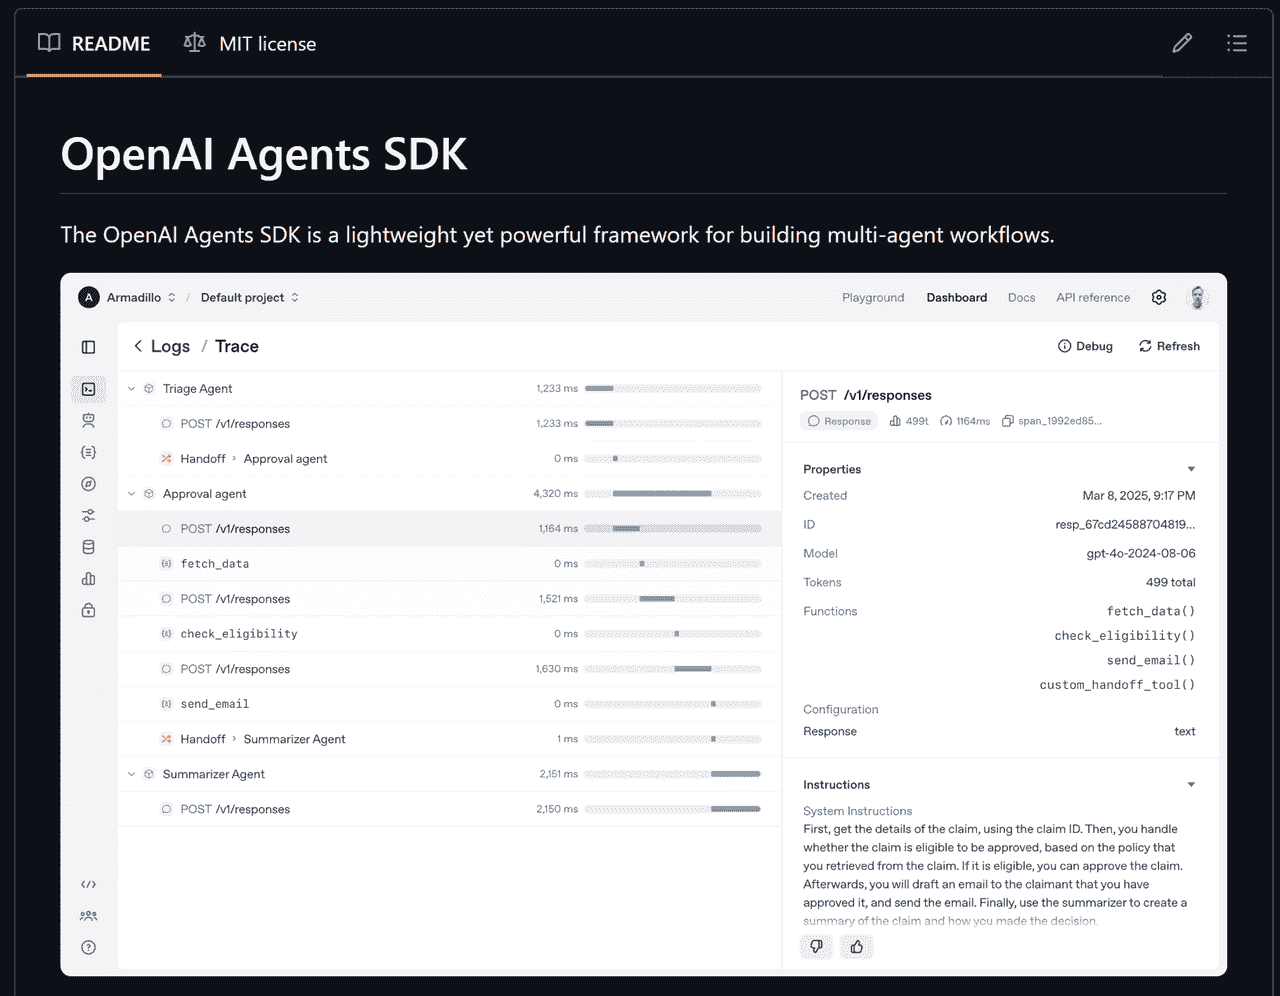 README MIT license
OpenAI Agents SDK
The OpenAI Agents SDK is a lightweight yet powerful framework for building multi-agent workflows.
A Armadillo / Default project Playground Dashboard Docs API reference
Logs / Trace Debug Refresh
Triage Agent 1,233 ms
POST /v1/responses 1,233 ms
Handoff > Approval agent 0 ms
Approval agent 4,320 ms
POST /v1/responses 1,164 ms
fetch_data 0 ms
POST /v1/responses 1,521 ms
check_eligibility 0 ms
POST /v1/responses 1,630 ms
send_email 0 ms
Handoff > Summarizer Agent 1 ms
Summarizer Agent 2,151 ms
POST /v1/responses 2,150 ms
POST /v1/responses
Response 499t 1164ms span_1992ed85...
Properties
Created Mar 8, 2025, 9:17 PM
ID resp_67cd24588704819...
Model gpt-4o-2024-08-06
Tokens 499 total
Functions fetch_data()
check_eligibility()
send_email()
custom_handoff_tool()
Configuration
Response text
Instructions
System Instructions
First, get the details of the claim, using the claim ID. Then, you handle
whether the claim is eligible to be approved, based on the policy that
you retrieved from the claim. If it is eligible, you can approve the claim.
Afterwards, you will draft an email to the claimant that you have
approved it, and send the email. Finally, use the summarizer to create a
summary of the claim and how you made the decision.